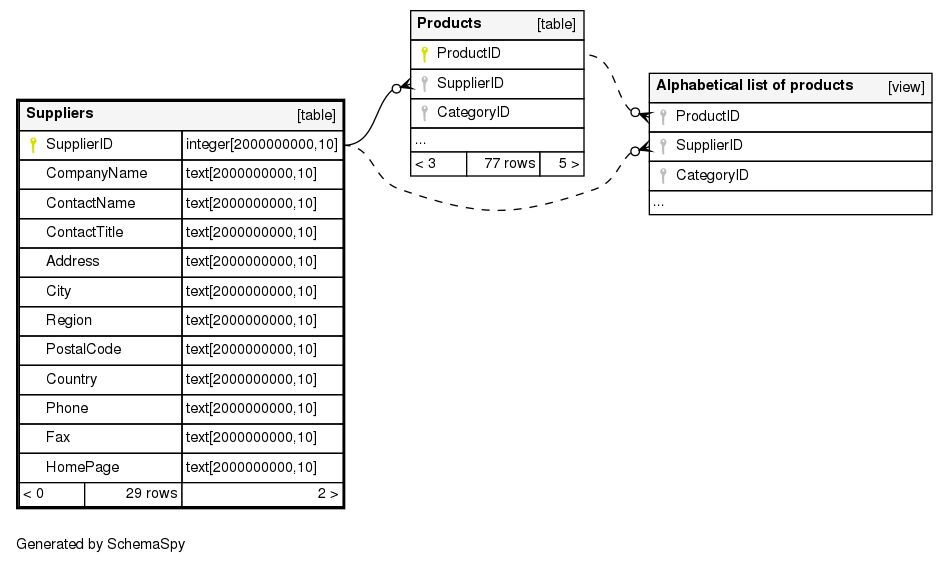 Products [table]
ProductID
SupplierID
CategoryID
...
< 3 77 rows 5 >
Alphabetical list of products [view]
ProductID
SupplierID
CategoryID
...
Suppliers [table]
SupplierID integer[2000000000,10]
CompanyName text[2000000000,10]
ContactName text[2000000000,10]
ContactTitle text[2000000000,10]
Address text[2000000000,10]
City text[2000000000,10]
Region text[2000000000,10]
PostalCode text[2000000000,10]
Country text[2000000000,10]
Phone text[2000000000,10]
Fax text[2000000000,10]
HomePage text[2000000000,10]
< 0 29 rows 2 >
Generated by SchemaSpy